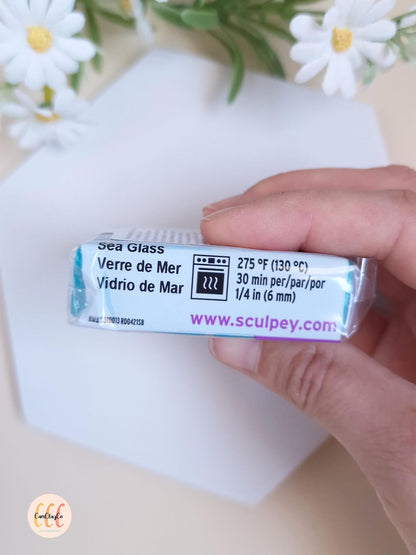 Sea Glass
Verre de Mer
Vidrio de Mar
275 °F (130 °C)
30 min per/par/por
1/4 in (6 mm)
www.sculpey.com